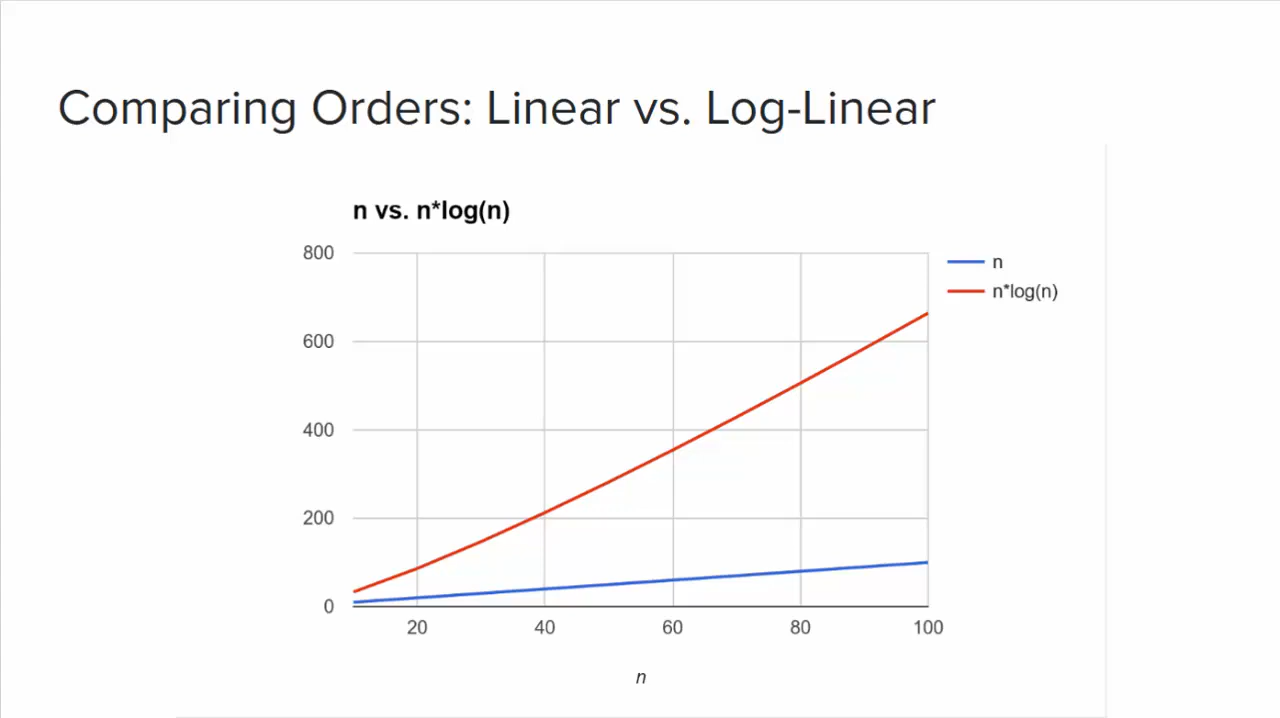 Comparing Orders: Linear vs. Log-Linear
n vs. n*log(n)
800
600
400
200
0
20 40 60 80 100
n
n
n*log(n)